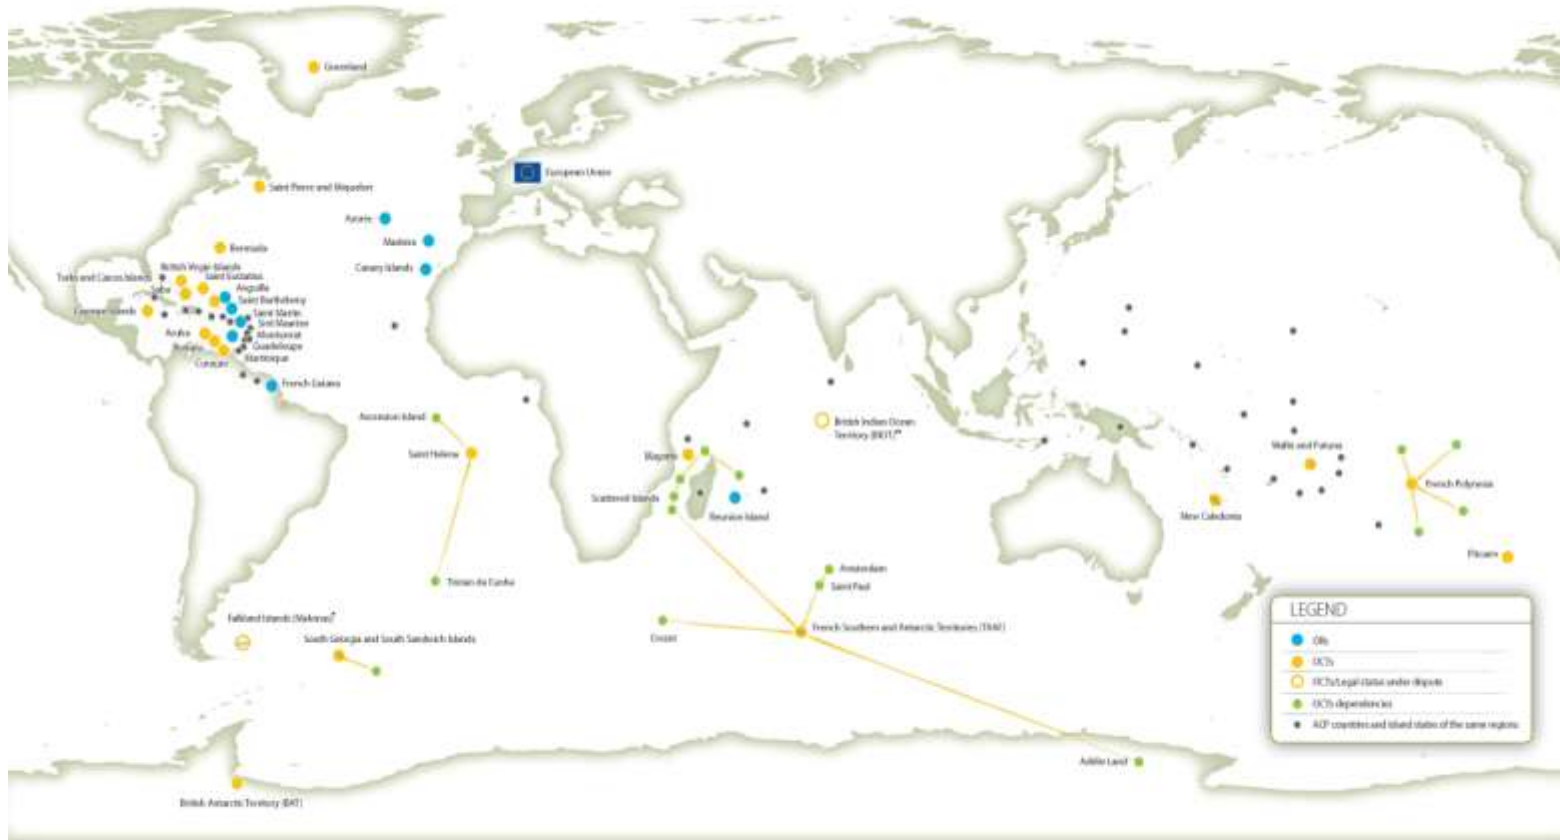 Greenland
European Union
Saint Pierre and Miquelon
Azores
Madeira
Bermuda
Canary Islands
British Virgin Islands
Turks and Caicos Islands
Saint Eustatius
Saba
Anguilla
Saint Barthélemy
Cayman Islands
Saint Martin
Sint Maarten
Aruba
Montserrat
Bonaire
Guadeloupe
Martinique
Curaçao
French Guiana
Ascension Island
British Indian Ocean
Territory (BIOT)**
Saint Helena
Mayotte
Wallis and Futuna
French Polynesia
Scattered Islands
Reunion Island
New Caledonia
Pitcairn
Amsterdam
Tristan da Cunha
Saint Paul
Falkland Islands (Malvinas)*
French Southern and Antarctic Territories (TAAF)
South Georgia and South Sandwich Islands
Crozet
LEGEND
ORs
OCTs
OCTs/Legal status under dispute
OCTs dependencies
ACP countries and island states of the same regions
Adélie Land
British Antarctic Territory (BAT)